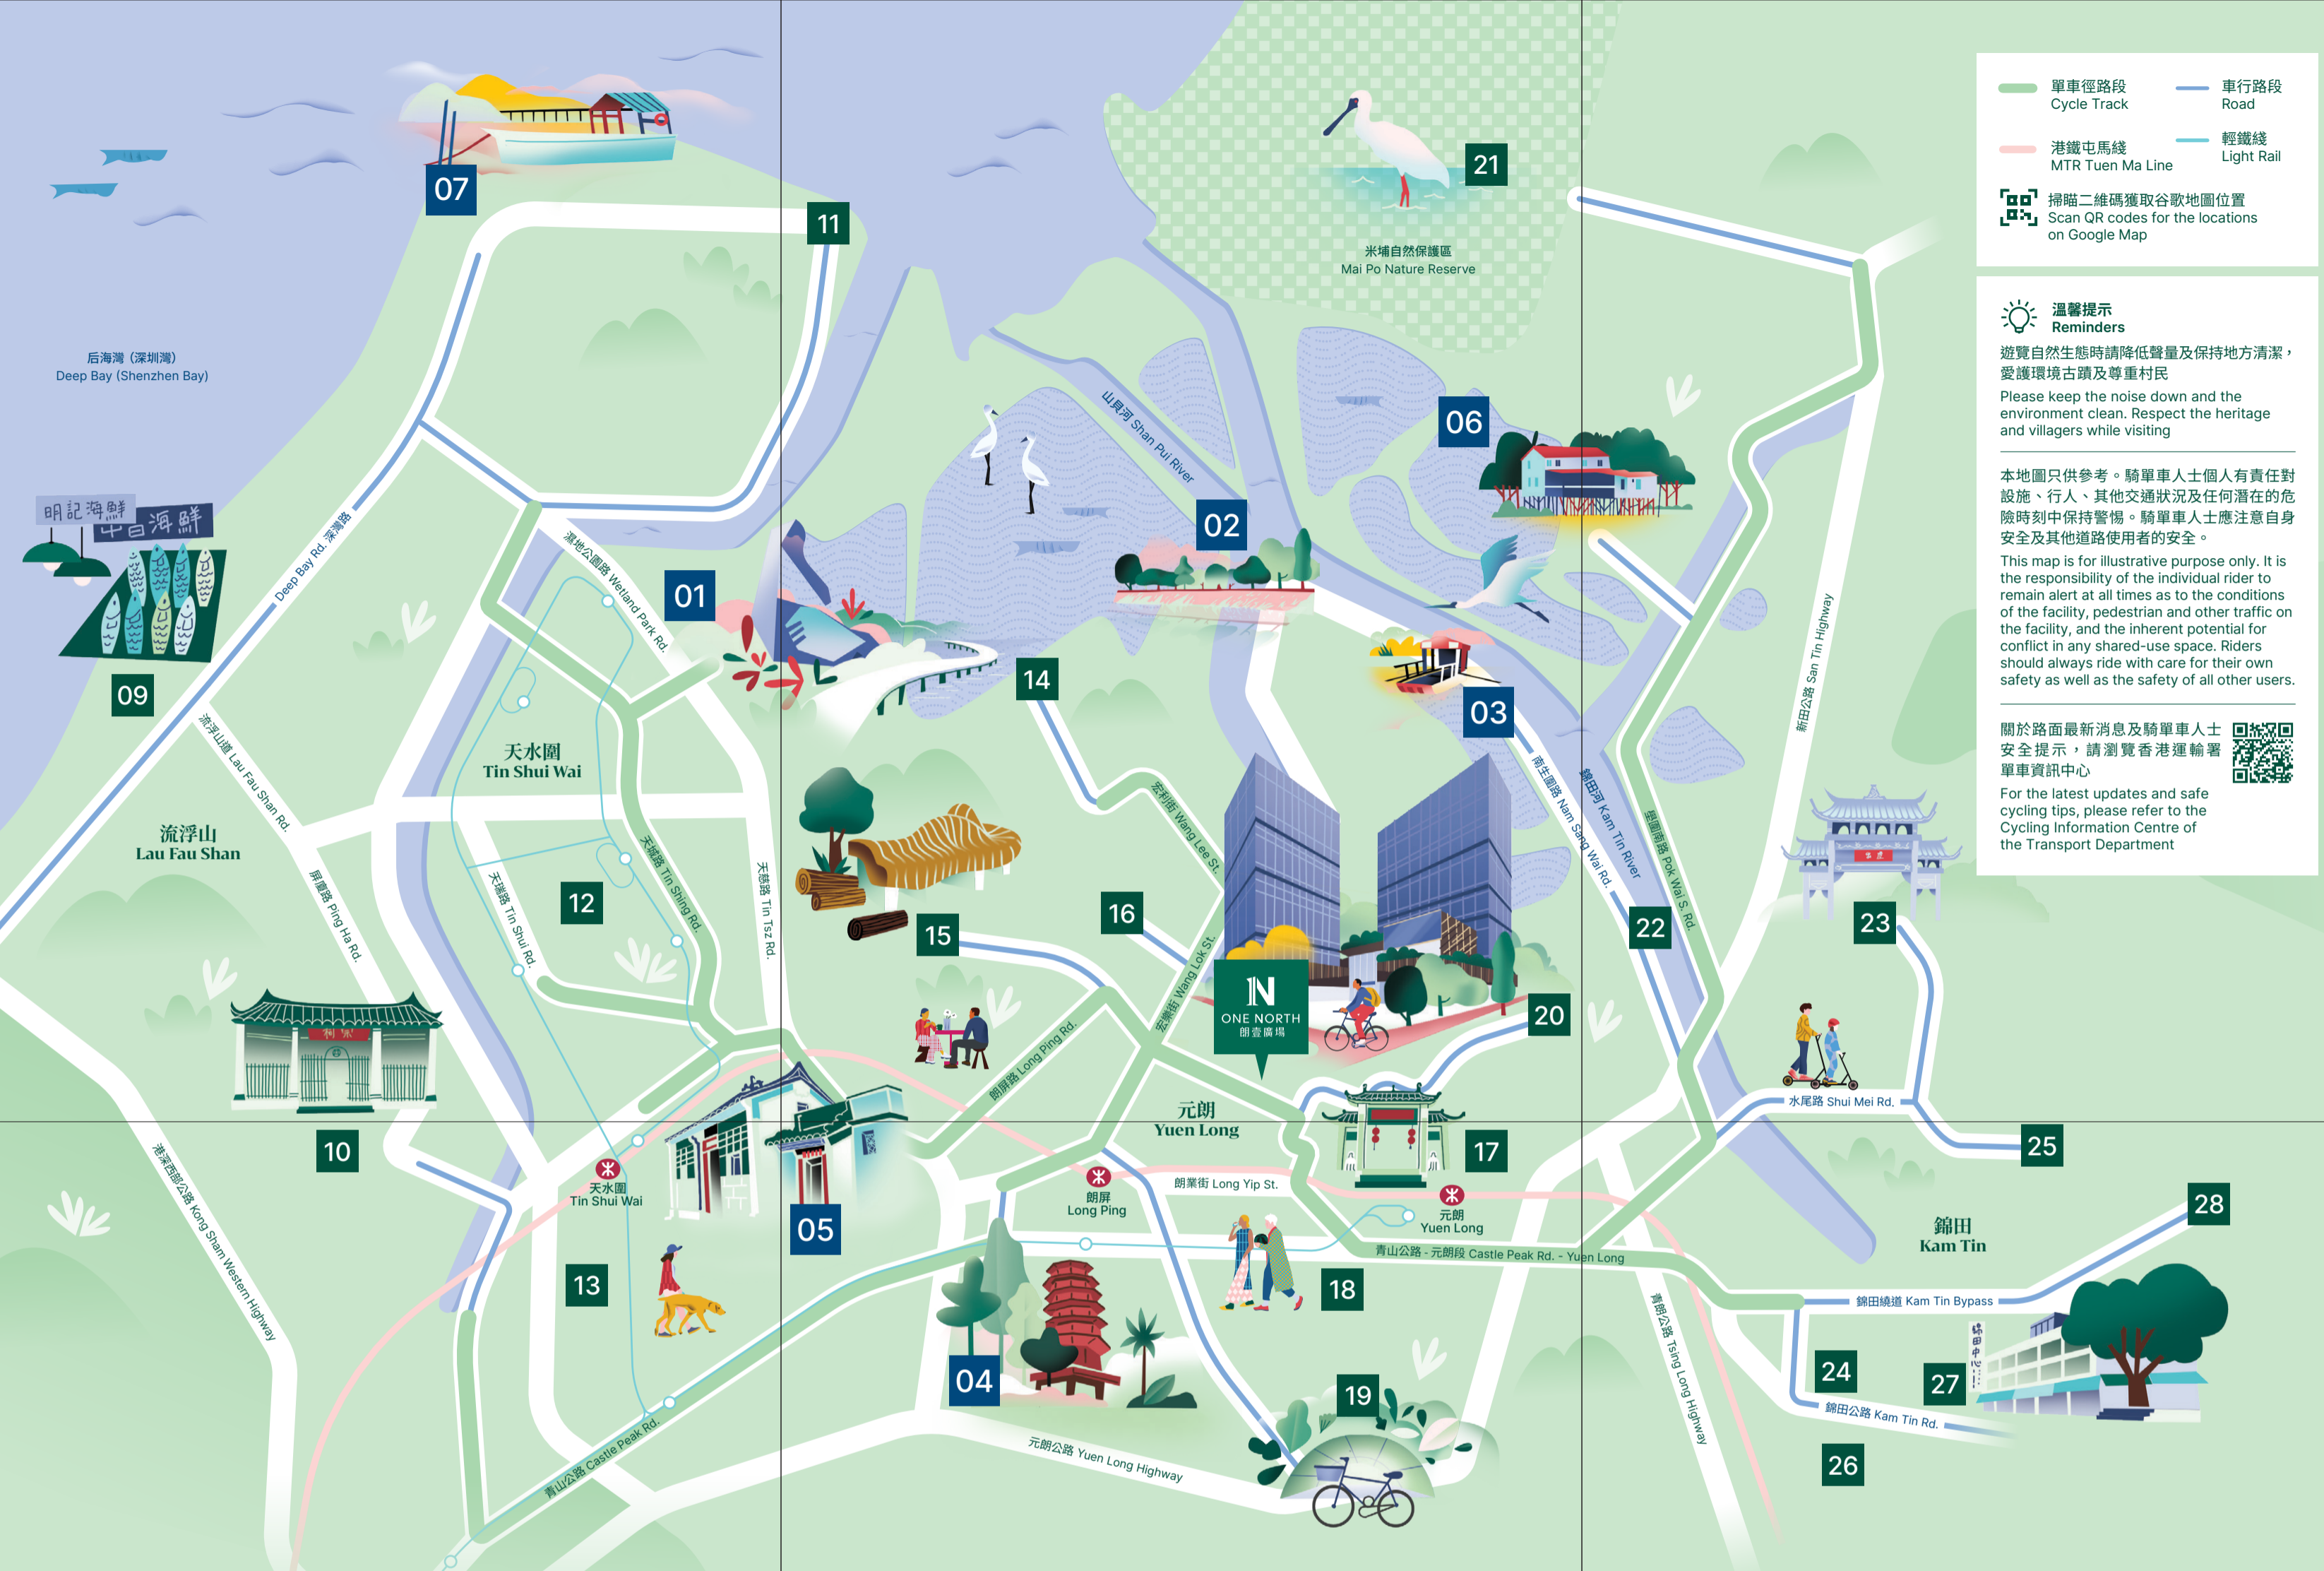 單車徑路段
Cycle Track
車行路段
Road
港鐵屯馬綫
MTR Tuen Ma Line
輕鐵綫
Light Rail
掃瞄二維碼獲取谷歌地圖位置
Scan QR codes for the locations
on Google Map
溫馨提示
Reminders
遊覽自然生態時請降低聲量及保持地方清潔，
愛護環境古蹟及尊重村民
Please keep the noise down and the
environment clean. Respect the heritage
and villagers while visiting
本地圖只供參考。騎單車人士個人有責任對
設施、行人、其他交通狀況及任何潛在的危
險時刻中保持警惕。騎單車人士應注意自身
安全及其他道路使用者的安全。
This map is for illustrative purpose only. It is
the responsibility of the individual rider to
remain alert at all times as to the conditions
of the facility, pedestrian and other traffic on
the facility, and the inherent potential for
conflict in any shared-use space. Riders
should always ride with care for their own
safety as well as the safety of all other users.
關於路面最新消息及騎單車人士
安全提示，請瀏覽香港運輸署
單車資訊中心
For the latest updates and safe
cycling tips, please refer to the
Cycling Information Centre of
the Transport Department
07
11
21
米埔自然保護區
Mai Po Nature Reserve
后海灣（深圳灣）
Deep Bay (Shenzhen Bay)
山貝河 Shan Pui River
06
02
明記海鮮
海鮮
Deep Bay Rd. 深灣路
濕地公園路 Wetland Park Rd.
01
09
14
03
新田公路 San Tin Highway
流浮山道 Lau Fau Shan Rd.
天水圍
Tin Shui Wai
流浮山
Lau Fau Shan
宏利街 Wang Lee St.
南生圍路 Nam Sang Wai Rd.
錦田河 Kam Tin River
壆圍南路 Pok Wai S. Rd.
屏廈路 Ping Ha Rd.
天瑞路 Tin Shui Rd.
天城路 Tin Shing Rd.
天慈路 Tin Tsz Rd.
12
15
16
22
23
宏樂街 Wang Lok St.
ONE NORTH
朗壹廣場
20
朗屏路 Long Ping Rd.
元朗
Yuen Long
水尾路 Shui Mei Rd.
10
17
25
港深西部公路 Kong Sham Western Highway
天水圍
Tin Shui Wai
05
朗屏
Long Ping
朗業街 Long Yip St.
元朗
Yuen Long
28
錦田
Kam Tin
青山公路 - 元朗段 Castle Peak Rd. - Yuen Long
13
18
錦田繞道 Kam Tin Bypass
錦田中心
青朗公路 Tsing Long Highway
04
19
24
27
錦田公路 Kam Tin Rd.
青山公路 Castle Peak Rd.
元朗公路 Yuen Long Highway
26